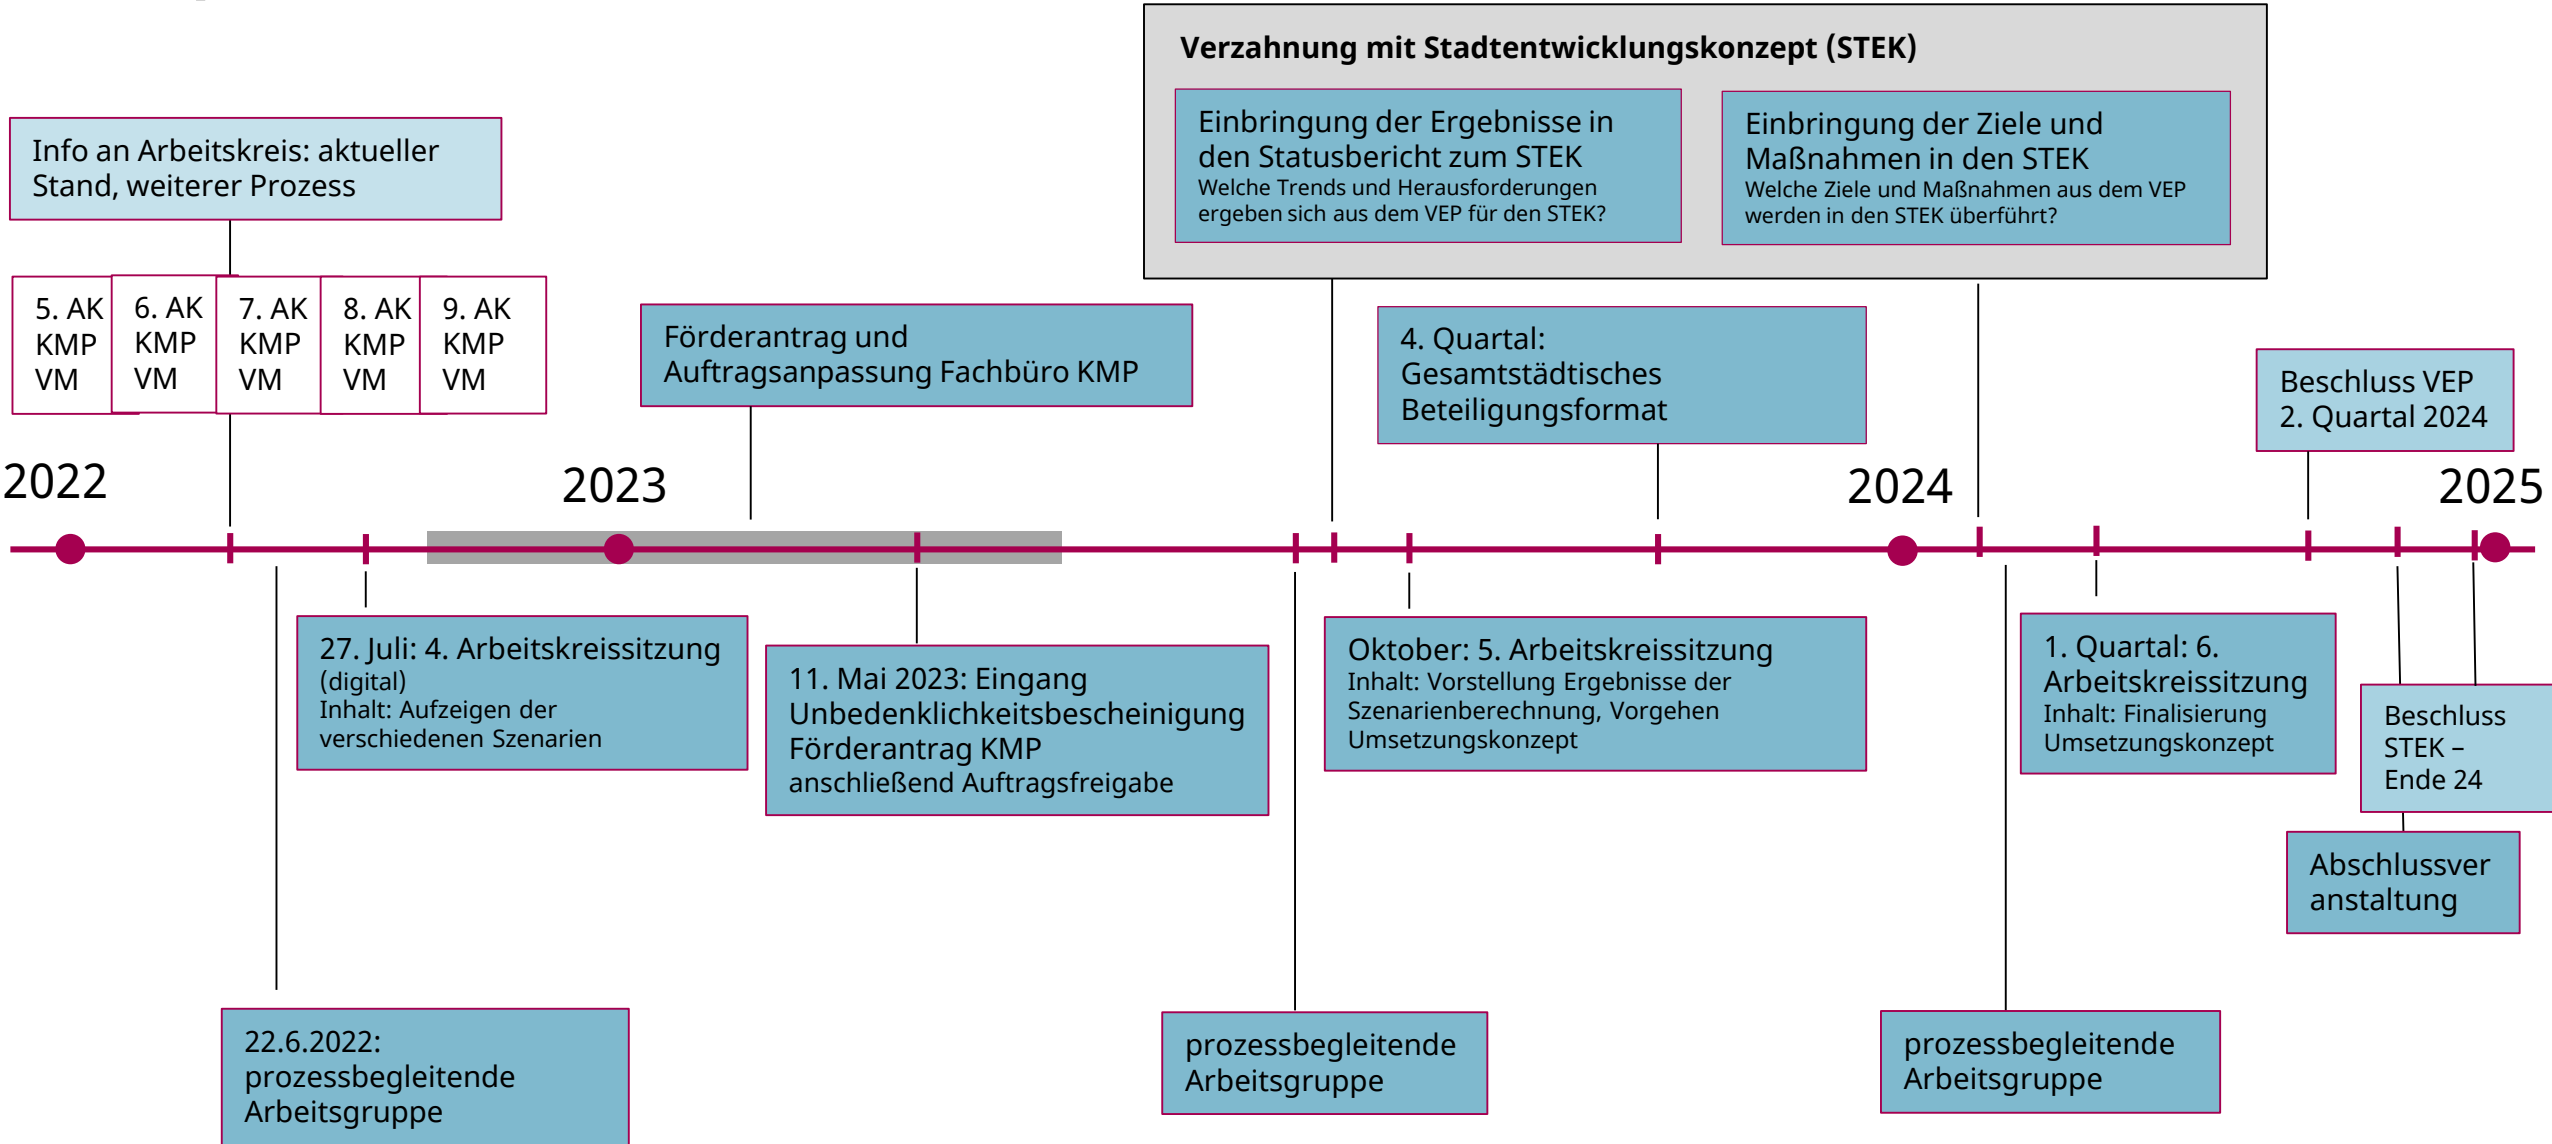 Verzahnung mit Stadtentwicklungskonzept (STEK)
Einbringung der Ergebnisse in
den Statusbericht zum STEK
Welche Trends und Herausforderungen
ergeben sich aus dem VEP für den STEK?
Einbringung der Ziele und
Maßnahmen in den STEK
Welche Ziele und Maßnahmen aus dem VEP
werden in den STEK überführt?
Info an Arbeitskreis: aktueller
Stand, weiterer Prozess
5. AK
KMP
VM
6. AK
KMP
VM
7. AK
KMP
VM
8. AK
KMP
VM
9. AK
KMP
VM
Förderantrag und
Auftragsanpassung Fachbüro KMP
4. Quartal:
Gesamtstädtisches
Beteiligungsformat
Beschluss VEP
2. Quartal 2024
2022
2023
2024
2025
27. Juli: 4. Arbeitskreissitzung
(digital)
Inhalt: Aufzeigen der
verschiedenen Szenarien
11. Mai 2023: Eingang
Unbedenklichkeitsbescheinigung
Förderantrag KMP
anschließend Auftragsfreigabe
Oktober: 5. Arbeitskreissitzung
Inhalt: Vorstellung Ergebnisse der
Szenarienberechnung, Vorgehen
Umsetzungskonzept
1. Quartal: 6.
Arbeitskreissitzung
Inhalt: Finalisierung
Umsetzungskonzept
Beschluss
STEK –
Ende 24
Abschlussver
anstaltung
22.6.2022:
prozessbegleitende
Arbeitsgruppe
prozessbegleitende
Arbeitsgruppe
prozessbegleitende
Arbeitsgruppe